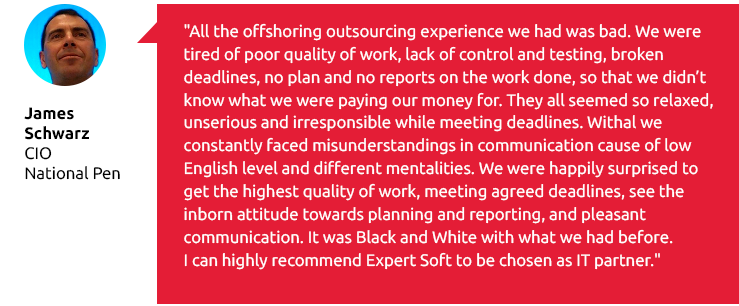 James
Schwarz
CIO
National Pen
"All the offshoring outsourcing experience we had was bad. We were
tired of poor quality of work, lack of control and testing, broken
deadlines, no plan and no reports on the work done, so that we didn't
know what we were paying our money for. They all seemed so relaxed,
unserious and irresponsible while meeting deadlines. Withal we
constantly faced misunderstandings in communication cause of low
English level and different mentalities. We were happily surprised to
get the highest quality of work, meeting agreed deadlines, see the
inborn attitude towards planning and reporting, and pleasant
communication. It was Black and White with what we had before.
I can highly recommend Expert Soft to be chosen as IT partner."